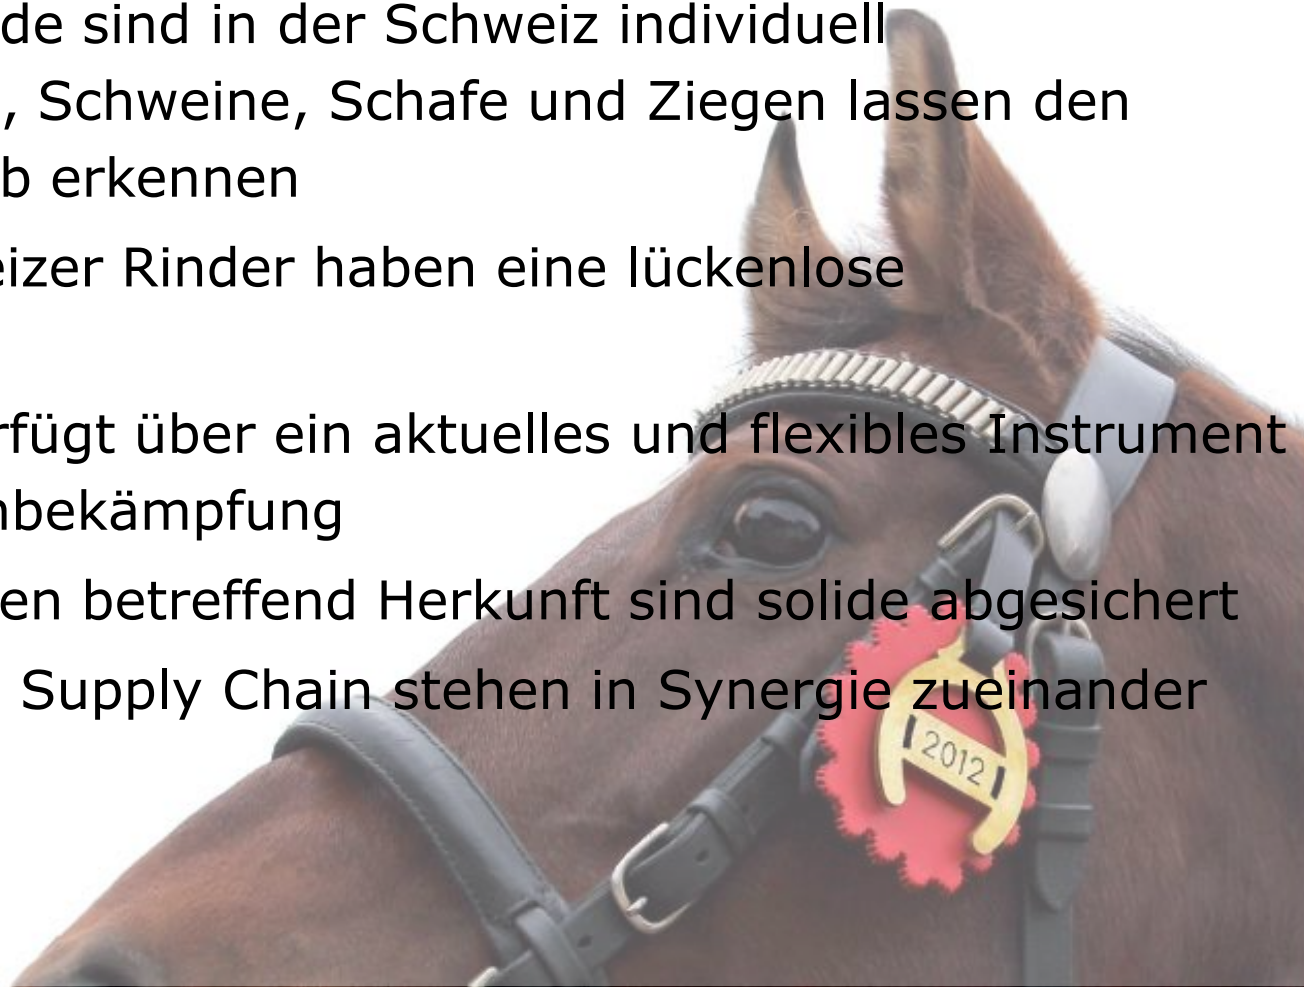 de sind in der Schweiz individuell
, Schweine, Schafe und Ziegen lassen den
b erkennen
eizer Rinder haben eine lückenlose
rfügt über ein aktuelles und flexibles Instrument
nbekämpfung
en betreffend Herkunft sind solide abgesichert
Supply Chain stehen in Synergie zueinander
2012